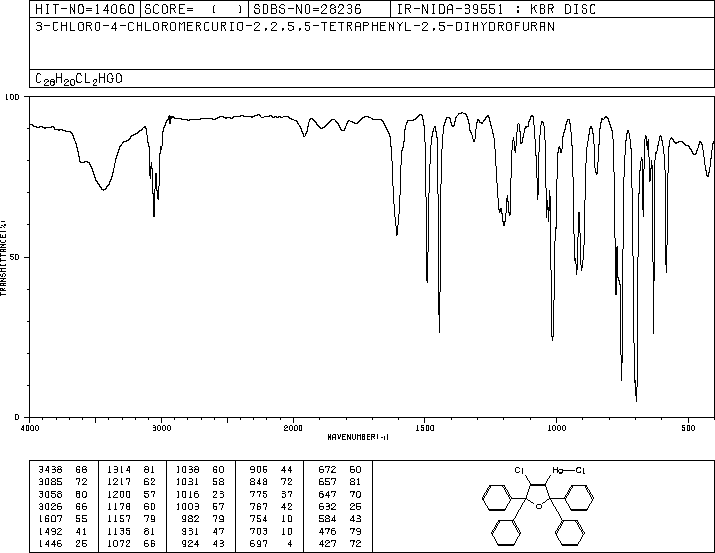 HIT-NO=14060 SCORE= ( ) SDBS-NO=28236 IR-NIDA-39551 : KBR DISC
3-CHLORO-4-CHLOROMERCURIO-2,2,5,5-TETRAPHENYL-2,5-DIHYDROFURAN
C28H20CL2HGO
100
50
0
TRANSMITTANCE(%)
4000 3000 2000 1500 1000 500
WAVENUMBER(-1)
3438 68 1314 81 1038 60 906 44 672 60
3085 72 1217 62 1031 58 848 72 657 81
3058 60 1200 57 1016 23 775 37 647 70
3026 66 1178 60 1003 57 767 42 632 25
1607 55 1157 79 982 79 754 10 584 43
1492 41 1135 81 931 47 703 10 476 79
1446 25 1072 66 924 43 697 4 427 72
Cl Hg Cl
O